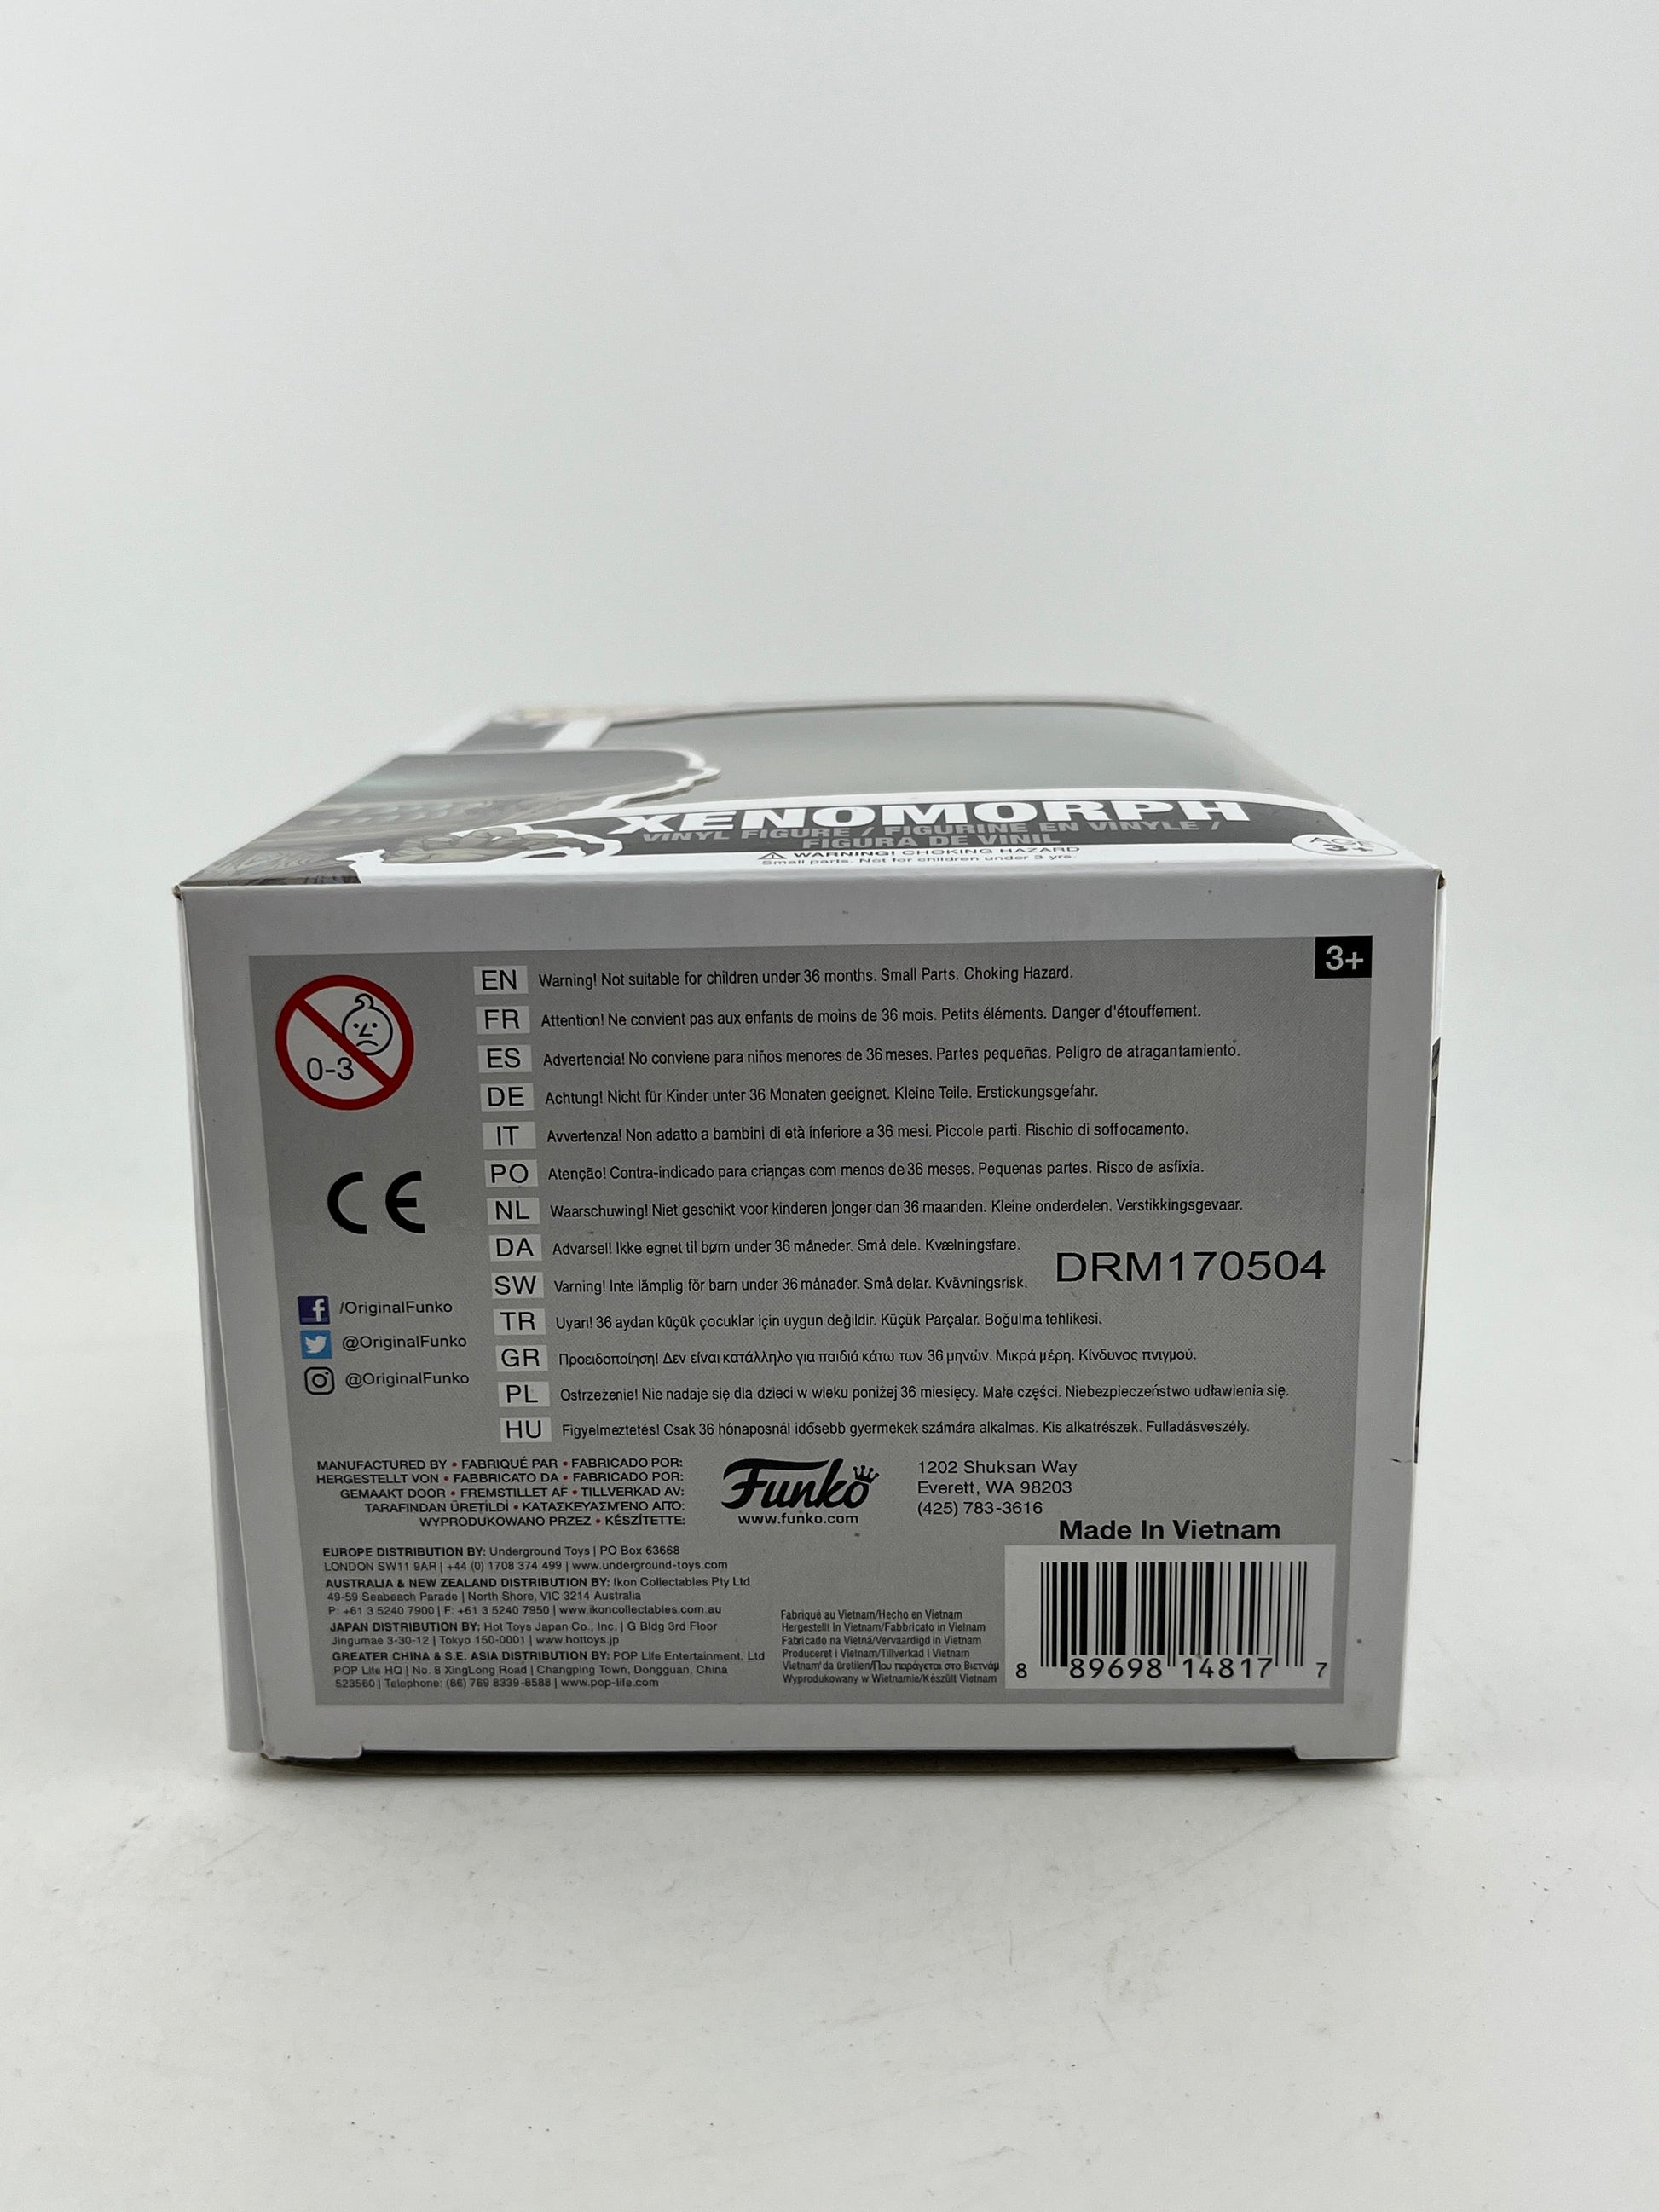 XENOMORPH
VINYL FIGURE / FIGURINE EN VINYLE /
FIGURA DE VINIL
WARNING! CHOKING HAZARD
Small parts. Not for children under 3 yrs.
AGE
3+
3+
0-3
EN Warning! Not suitable for children under 36 months. Small Parts. Choking Hazard.
FR Attention! Ne convient pas aux enfants de moins de 36 mois. Petits éléments. Danger d'étouffement.
ES Advertencia! No conviene para niños menores de 36 meses. Partes pequeñas. Peligro de atragantamiento.
DE Achtung! Nicht für Kinder unter 36 Monaten geeignet. Kleine Teile. Erstickungsgefahr.
IT Avvertenza! Non adatto a bambini di età inferiore a 36 mesi. Piccole parti. Rischio di soffocamento.
PO Atenção! Contra-indicado para crianças com menos de 36 meses. Pequenas partes. Risco de asfixia.
NL Waarschuwing! Niet geschikt voor kinderen jonger dan 36 maanden. Kleine onderdelen. Verstikkingsgevaar.
DA Advarsel! Ikke egnet til børn under 36 måneder. Små dele. Kvælningsfare.
SW Varning! Inte lämplig för barn under 36 månader. Små delar. Kvävningsrisk.
TR Uyarı! 36 aydan küçük çocuklar için uygun değildir. Küçük Parçalar. Boğulma tehlikesi.
GR Προειδοποίηση! Δεν είναι κατάλληλο για παιδιά κάτω των 36 μηνών. Μικρά μέρη. Κίνδυνος πνιγμού.
PL Ostrzeżenie! Nie nadaje się dla dzieci w wieku poniżej 36 miesięcy. Małe części. Niebezpieczeństwo udławienia się.
HU Figyelmeztetés! Csak 36 hónaposnál idősebb gyermekek számára alkalmas. Kis alkatrészek. Fulladásveszély.
DRM170504
CE
/OriginalFunko
@OriginalFunko
@OriginalFunko
MANUFACTURED BY • FABRIQUÉ PAR • FABRICADO POR:
HERGESTELLT VON • FABBRICATO DA • FABRICADO POR:
GEMAAKT DOOR • FREMSTILLET AF • TILLVERKAD AV:
TARAFINDAN ÜRETİLDİ • ΚΑΤΑΣΚΕΥΑΣΜΈΝΟ ΑΠΌ:
WYPRODUKOWANO PRZEZ • KÉSZÍTETTE:
Funko
www.funko.com
1202 Shuksan Way
Everett, WA 98203
(425) 783-3616
Made In Vietnam
EUROPE DISTRIBUTION BY: Underground Toys | PO Box 63668
LONDON SW11 9AR | +44 (0) 1708 374 499 | www.underground-toys.com
AUSTRALIA & NEW ZEALAND DISTRIBUTION BY: Ikon Collectables Pty Ltd
49-59 Seabeach Parade | North Shore, VIC 3214 Australia
P: +61 3 5240 7900 | F: +61 3 5240 7950 | www.ikoncollectables.com.au
JAPAN DISTRIBUTION BY: Hot Toys Japan Co., Inc. | G Bldg 3rd Floor
Jingumae 3-30-12 | Tokyo 150-0001 | www.hottoys.jp
GREATER CHINA & S.E. ASIA DISTRIBUTION BY: POP Life Entertainment, Ltd
POP Life HQ | No. 8 XingLong Road | Changping Town, Dongguan, China
523560 | Telephone: (86) 769 8339-8588 | www.pop-life.com
Fabriqué au Vietnam/Hecho en Vietnam
Hergestellt in Vietnam/Fabbricato in Vietnam
Fabricado na Vietnã/Vervaardigd in Vietnam
Produceret i Vietnam/Tillverkad i Vietnam
Vietnam'da üretilen/Που παράγεται στο Βιετνάμ
Wyprodukowany w Wietnamie/Készült Vietnam
8 89698 14817 7